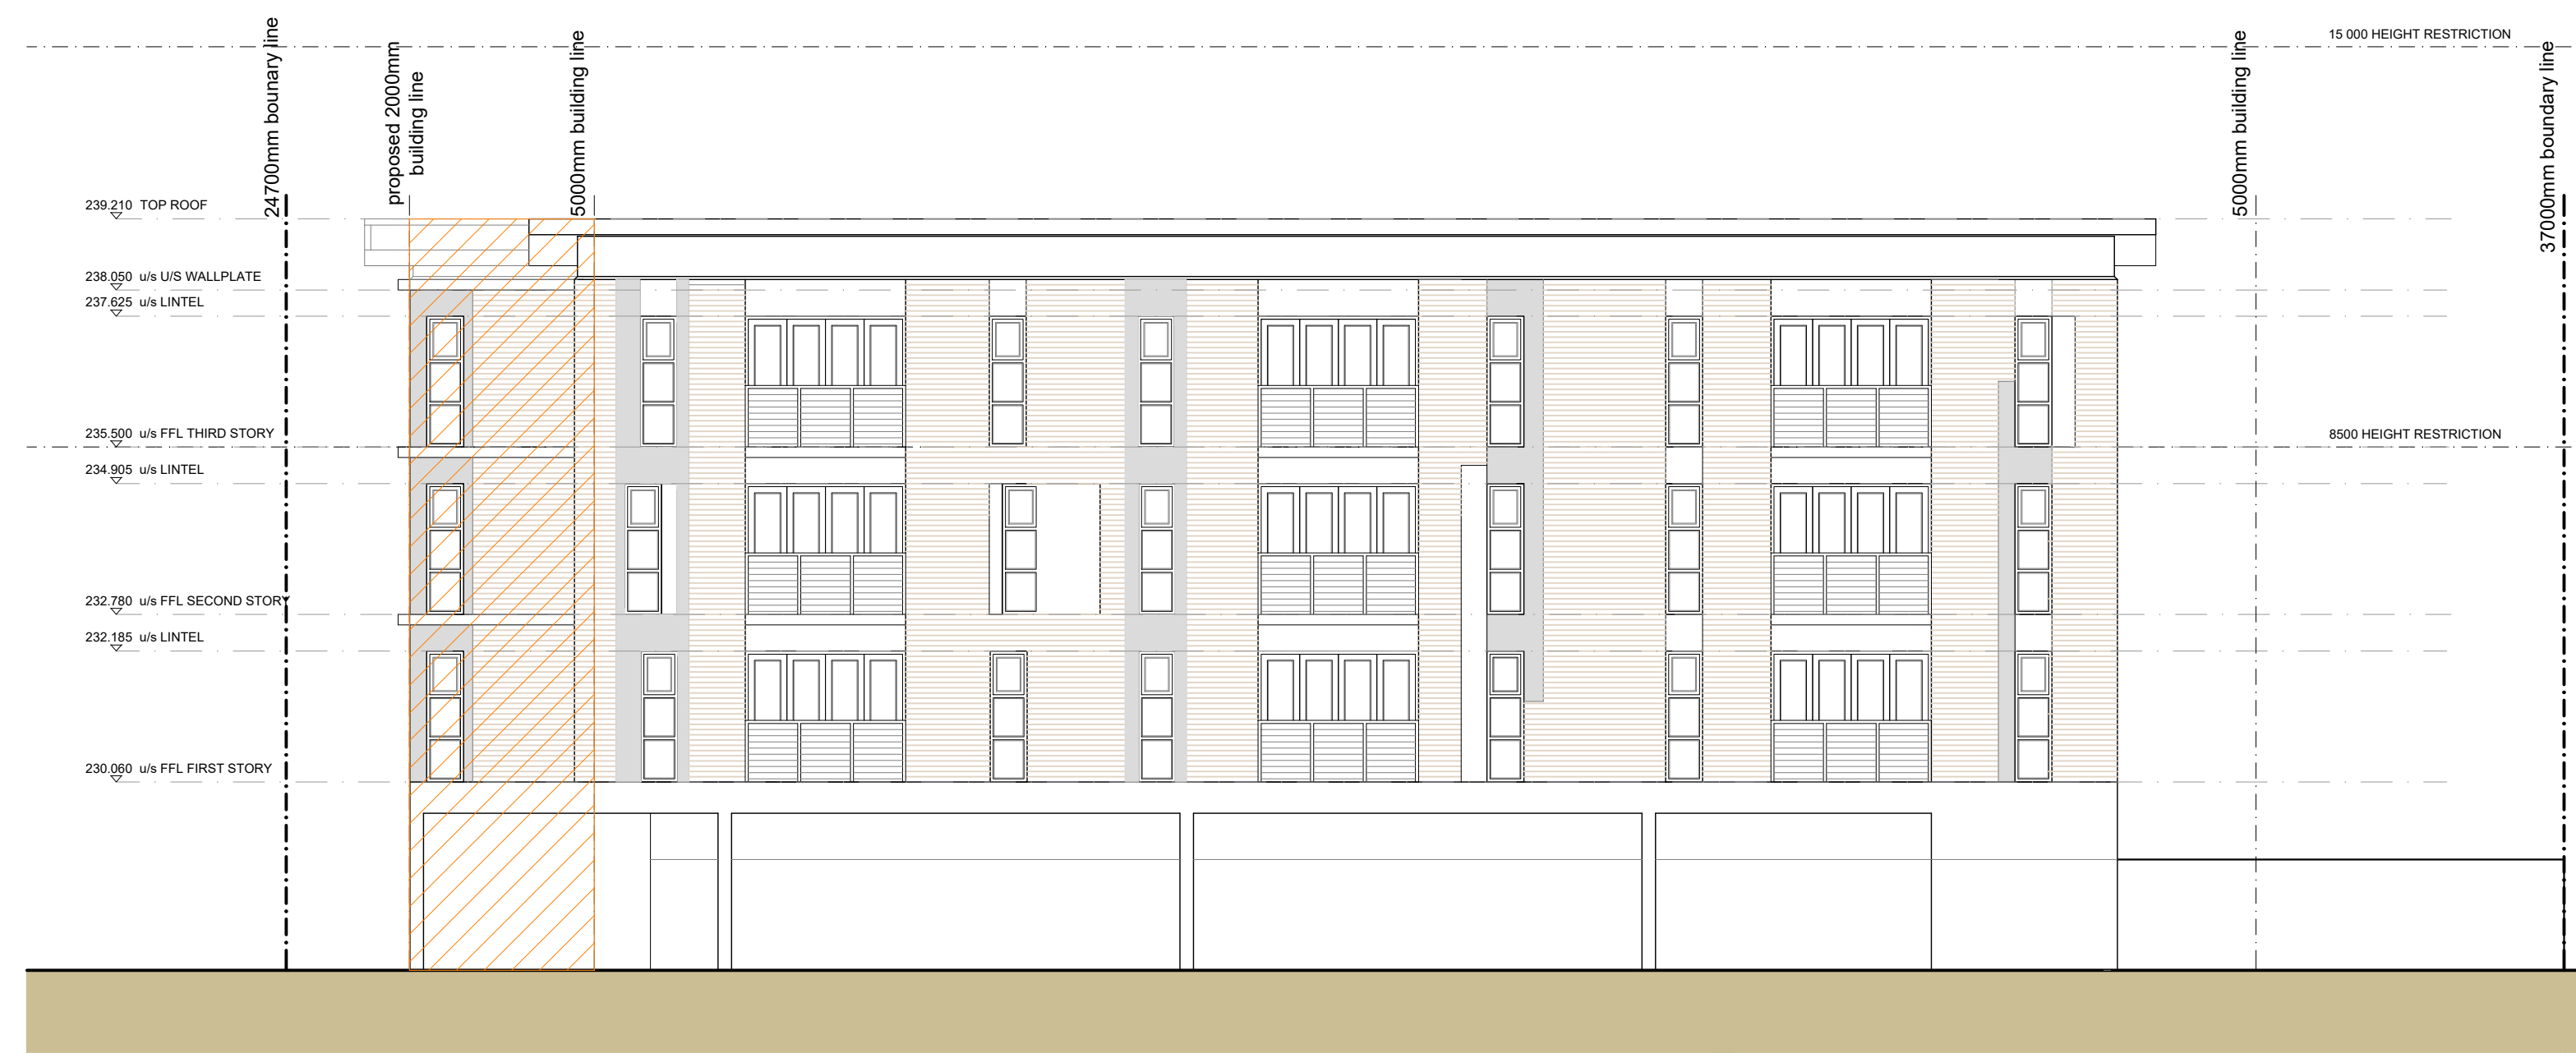 15 000 HEIGHT RESTRICTION
24700mm bounary line
proposed 2000mm
building line
5000mm building line
5000mm building line
37000mm boundary line
239.210 TOP ROOF
238.050 u/s U/S WALLPLATE
237.625 u/s LINTEL
235.500 u/s FFL THIRD STORY
8500 HEIGHT RESTRICTION
234.905 u/s LINTEL
232.780 u/s FFL SECOND STORY
232.185 u/s LINTEL
230.060 u/s FFL FIRST STORY